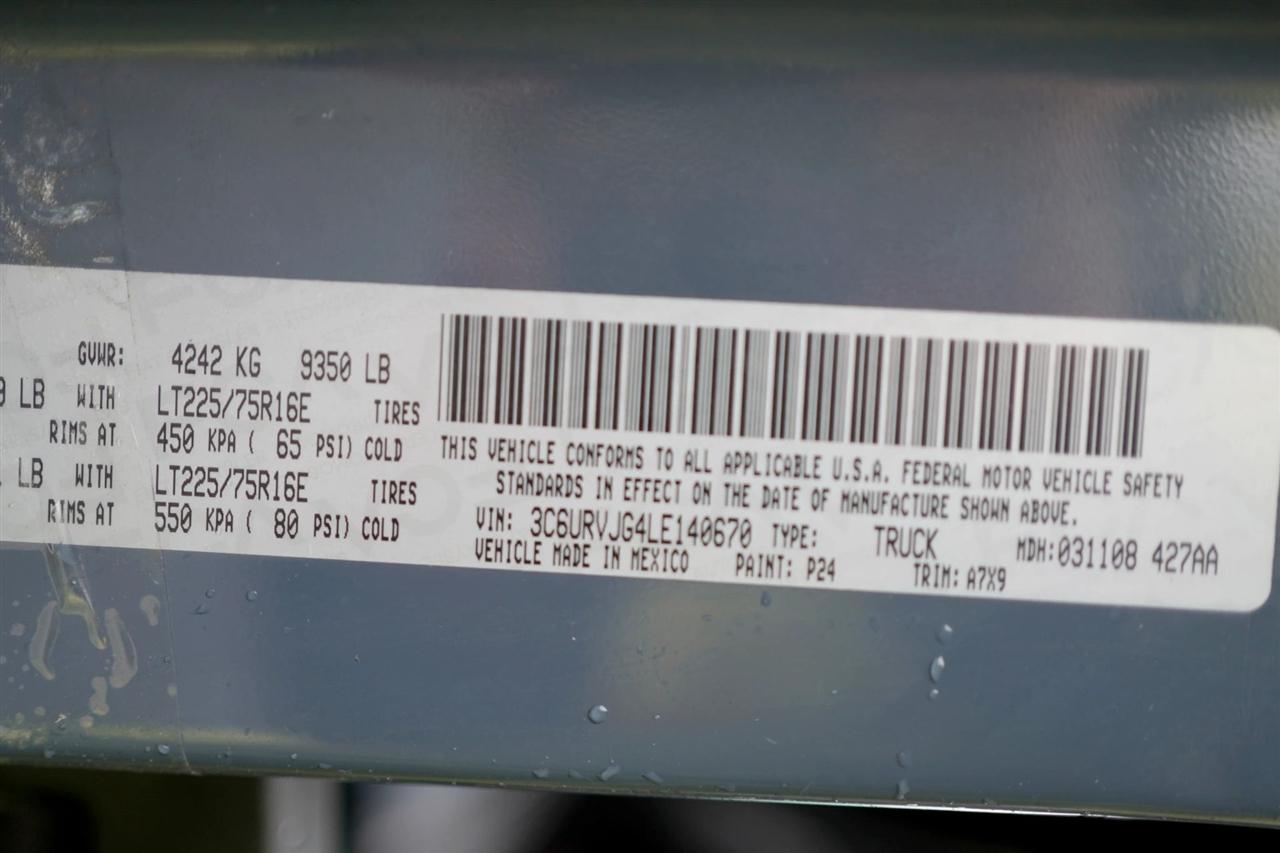 GVWR: 4242 KG 9350 LB
LB WITH LT225/75R16E TIRES
RIMS AT 450 KPA ( 65 PSI) COLD
LB WITH LT225/75R16E TIRES
RIMS AT 550 KPA ( 80 PSI) COLD
THIS VEHICLE CONFORMS TO ALL APPLICABLE U.S.A. FEDERAL MOTOR VEHICLE SAFETY
STANDARDS IN EFFECT ON THE DATE OF MANUFACTURE SHOWN ABOVE.
VIN: 3C6URVJG4LE140670 TYPE: TRUCK MDH:031108 427AA
VEHICLE MADE IN MEXICO PAINT: P24 TRIM: A7X9